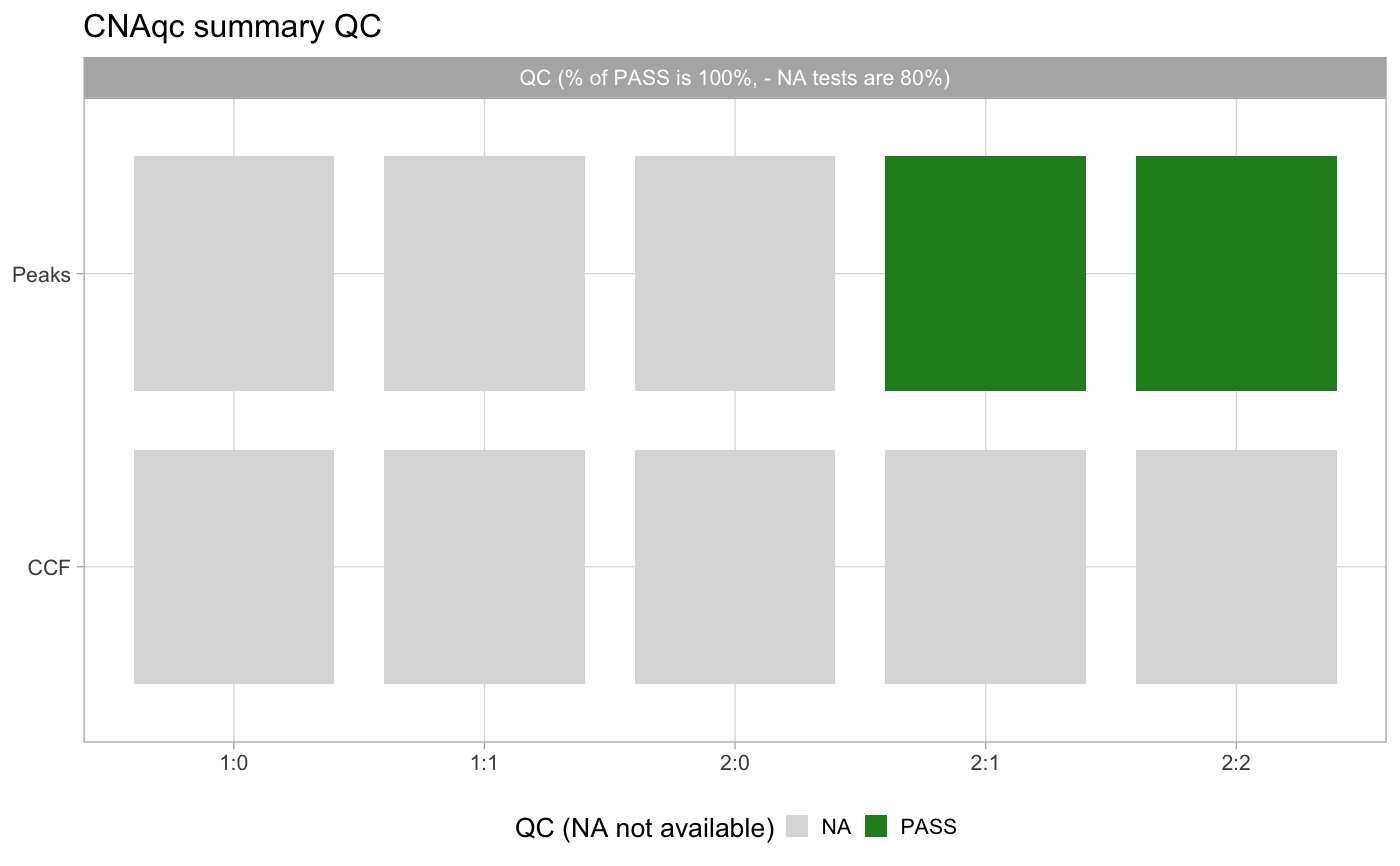 CNAqc summary QC
QC (% of PASS is 100%, - NA tests are 80%)
Peaks
CCF
1:0 1:1 2:0 2:1 2:2
QC (NA not available) NA PASS